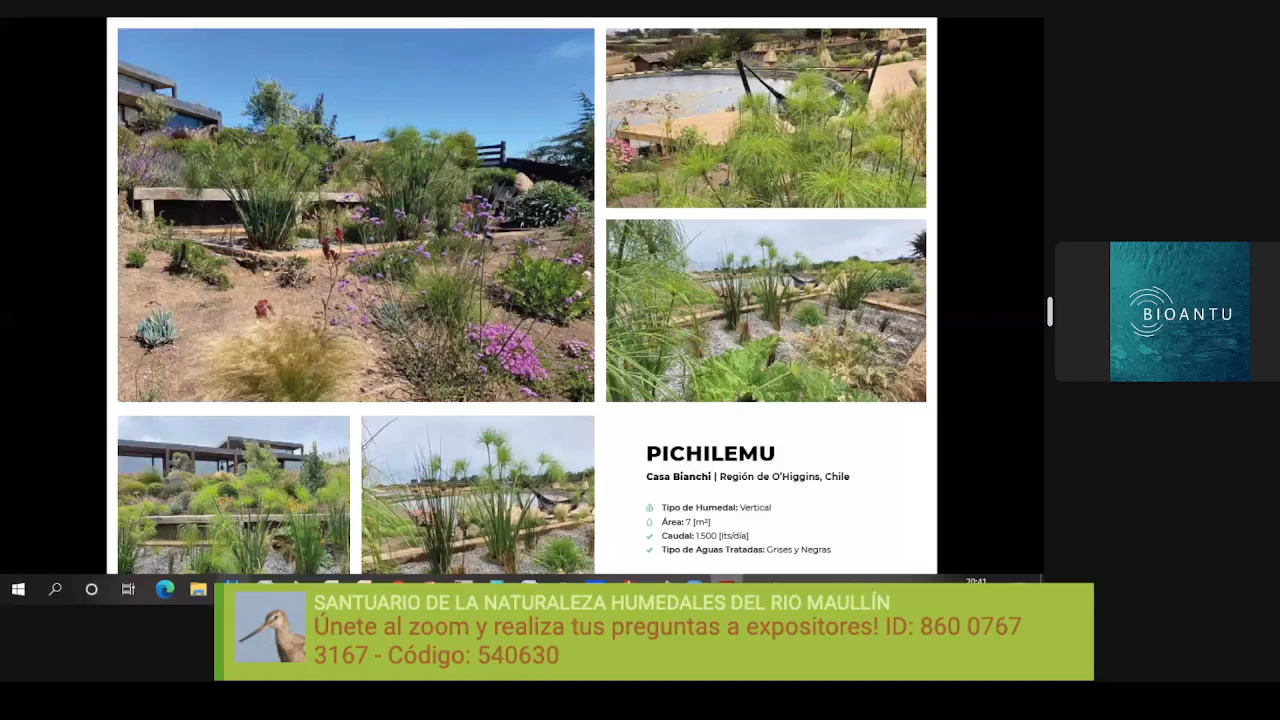 PICHILEMU
Casa Bianchi | Región de O'Higgins, Chile
Tipo de Humedal: Vertical
Área: 7 [m²]
Caudal: 1.500 [lts/día]
Tipo de Aguas Tratadas: Grises y Negras
BIOANTU
20:41
SANTUARIO DE LA NATURALEZA HUMEDALES DEL RIO MAULLÍN
Únete al zoom y realiza tus preguntas a expositores! ID: 860 0767
3167 - Código: 540630